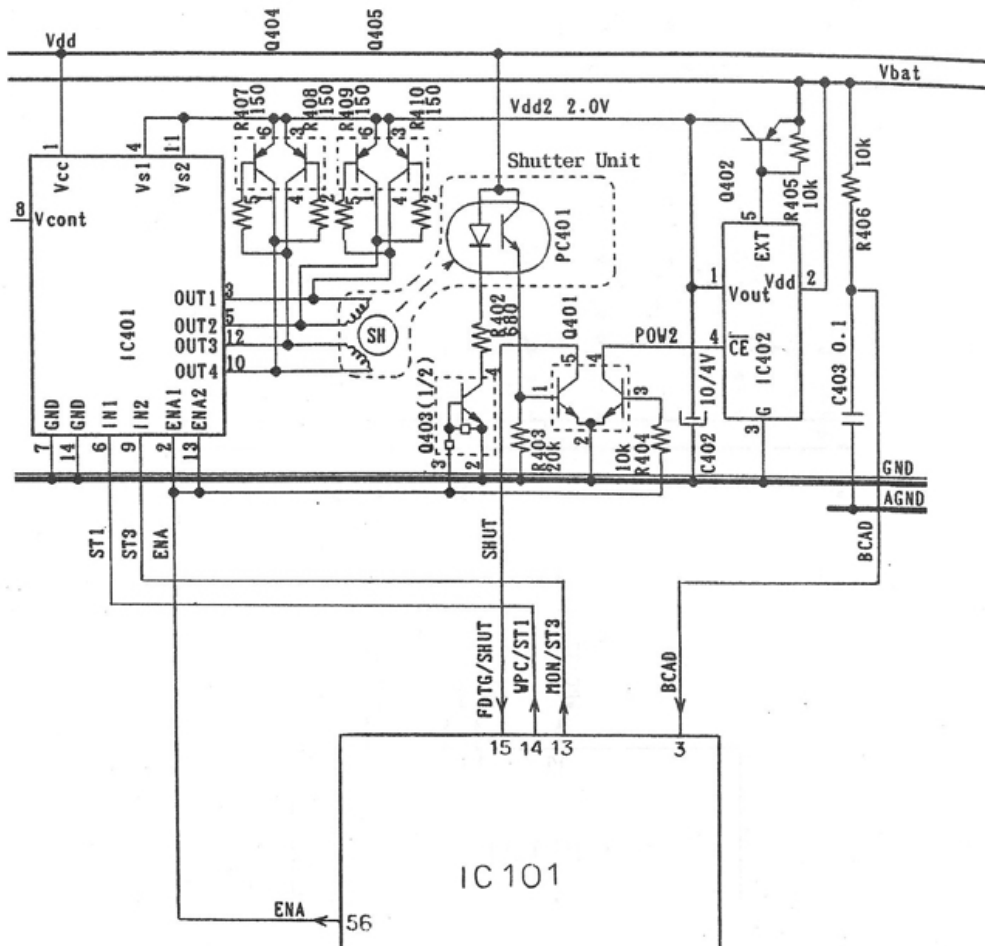 Q404
Q405
Vdd
Vbat
R407
150
R408
150
R409
150
R410
150
Vdd2 2.0V
Shutter Unit
6
3
6
3
5
1
4
2
5
1
4
2
1
4
11
Vcc
Vs1
Vs2
8
Vcont
IC401
OUT1
3
OUT2
5
OUT3
12
OUT4
10
GND
GND
IN1
IN2
ENA1
ENA2
7
14
6
9
2
13
SH
PC401
R402
680
Q403(1/2)
4
3
2
Q401
5
4
1
3
2
R403
20k
10k
R404
POW2
Q402
R405
10k
5
EXT
1
Vout
Vdd
2
4
CE
IC402
G
3
10/4V
C402
10k
R406
C403 0.1
GND
AGND
ST1
ST3
ENA
SHUT
BCAD
FDTG/SHUT
WPC/ST1
MON/ST3
BCAD
15
14
13
3
IC101
ENA
56